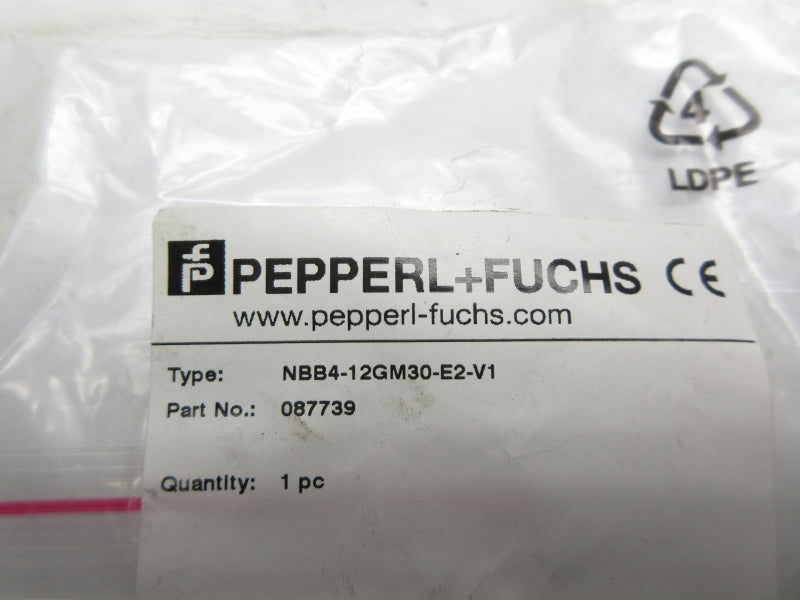 4
LDPE
PEPPERL+FUCHS CE
www.pepperl-fuchs.com
Type: NBB4-12GM30-E2-V1
Part No.: 087739
Quantity: 1 pc